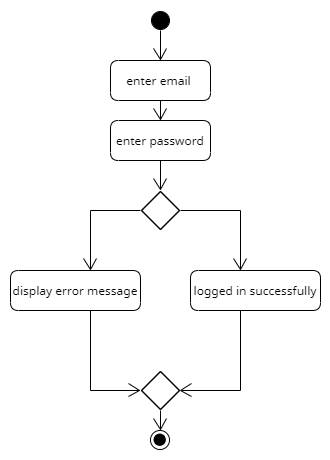 enter email
enter password
display error message
logged in successfully